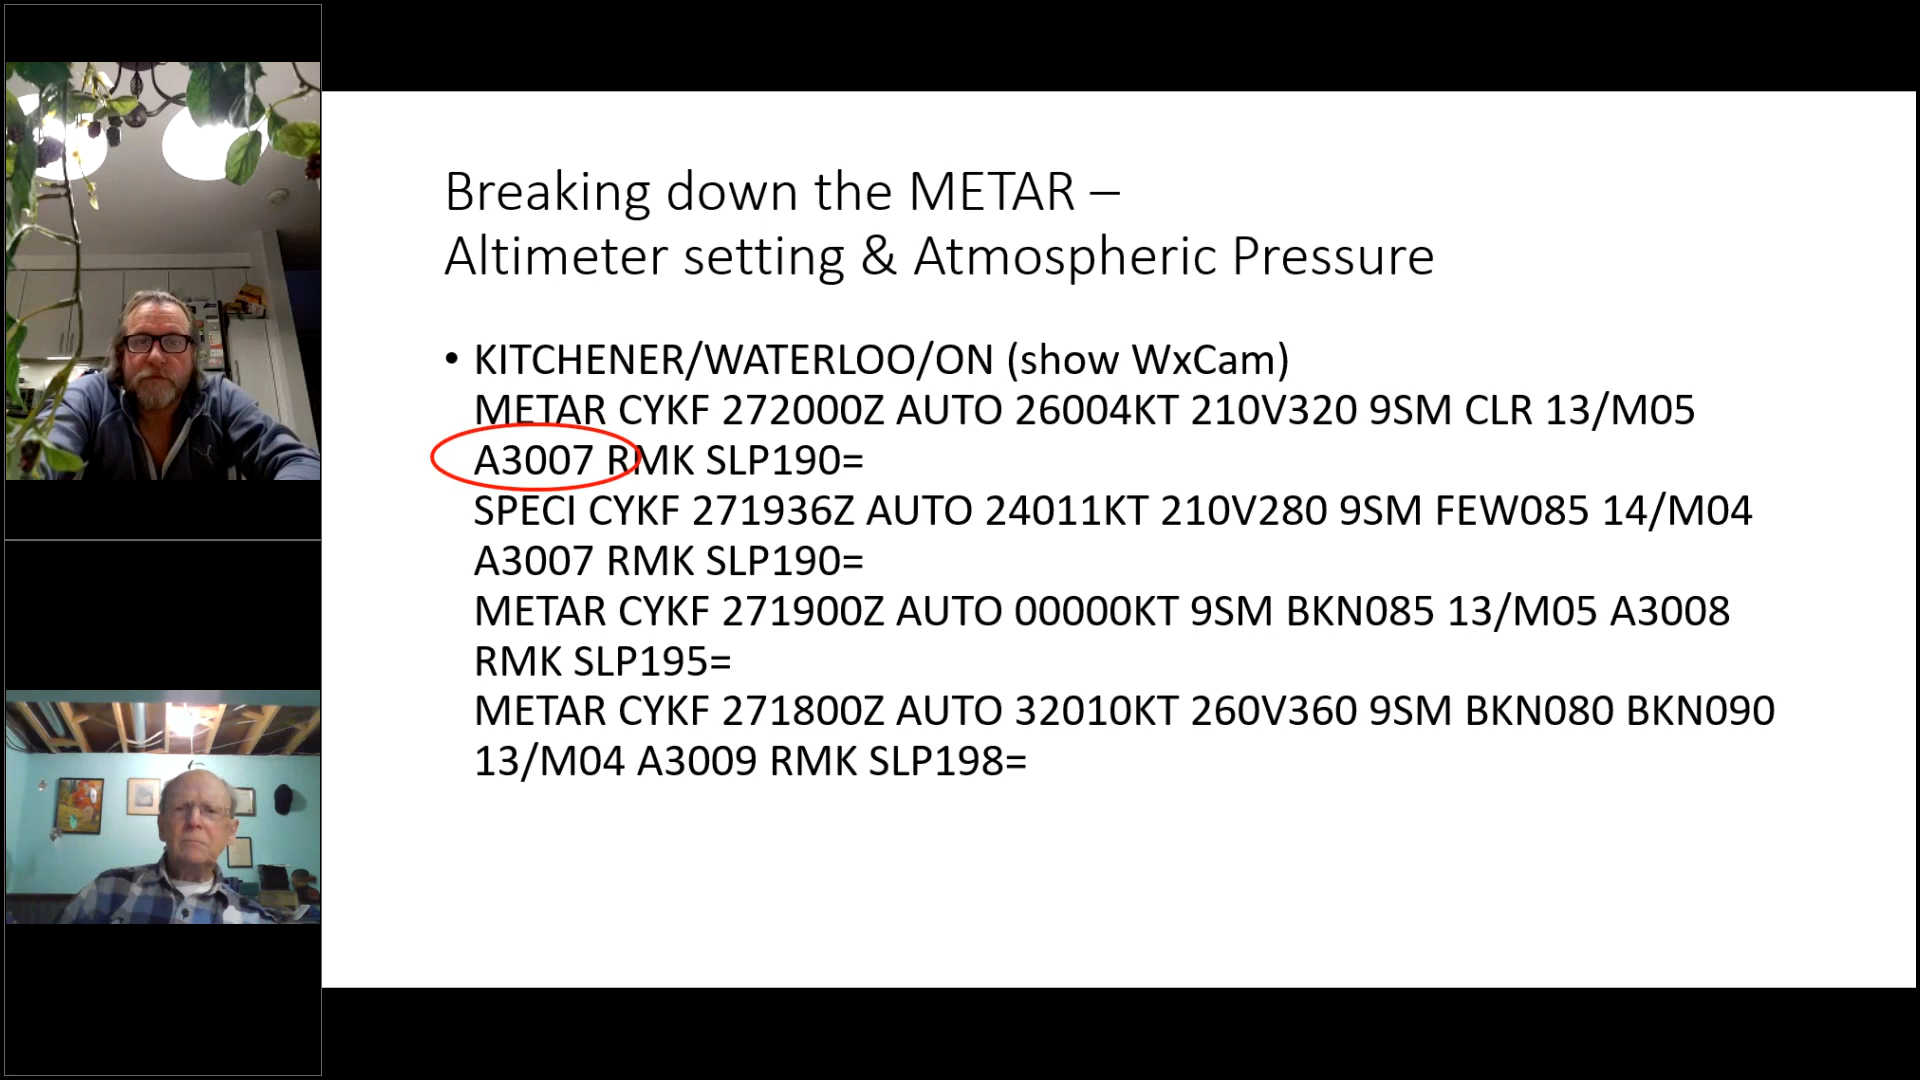 Breaking down the METAR –
Altimeter setting & Atmospheric Pressure
• KITCHENER/WATERLOO/ON (show WxCam)
METAR CYKF 272000Z AUTO 26004KT 210V320 9SM CLR 13/M05
A3007 RMK SLP190=
SPECI CYKF 271936Z AUTO 24011KT 210V280 9SM FEW085 14/M04
A3007 RMK SLP190=
METAR CYKF 271900Z AUTO 00000KT 9SM BKN085 13/M05 A3008
RMK SLP195=
METAR CYKF 271800Z AUTO 32010KT 260V360 9SM BKN080 BKN090
13/M04 A3009 RMK SLP198=